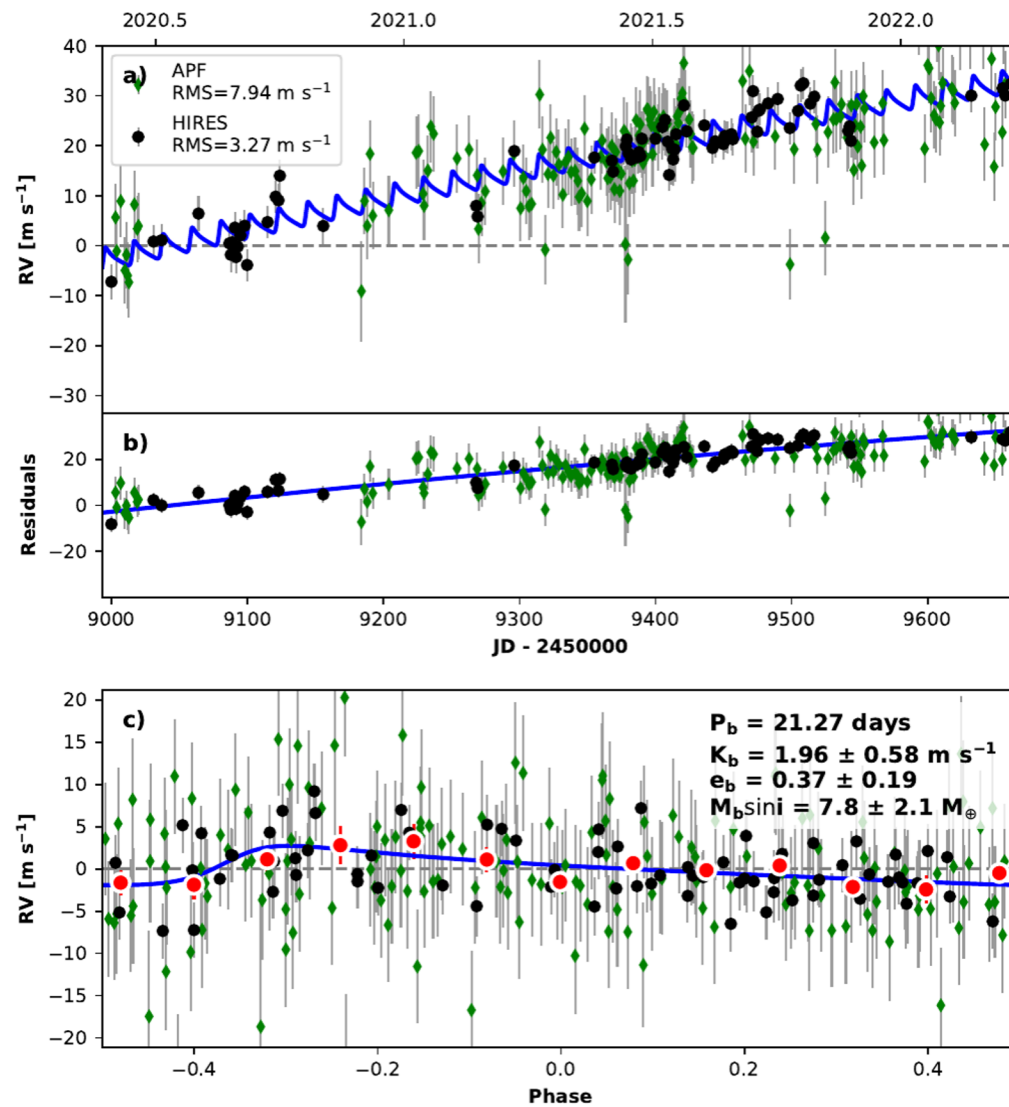 2020.5 2021.0 2021.5 2022.0
a)
APF
RMS=7.94 m s⁻¹
HIRES
RMS=3.27 m s⁻¹
40
30
20
10
0
−10
−20
−30
RV [m s⁻¹]
b)
20
0
−20
Residuals
9000 9100 9200 9300 9400 9500 9600
JD - 2450000
c)
P_b = 21.27 days
K_b = 1.96 ± 0.58 m s⁻¹
e_b = 0.37 ± 0.19
M_bsini = 7.8 ± 2.1 M_⊕
20
15
10
5
0
−5
−10
−15
−20
RV [m s⁻¹]
−0.4 −0.2 0.0 0.2 0.4
Phase